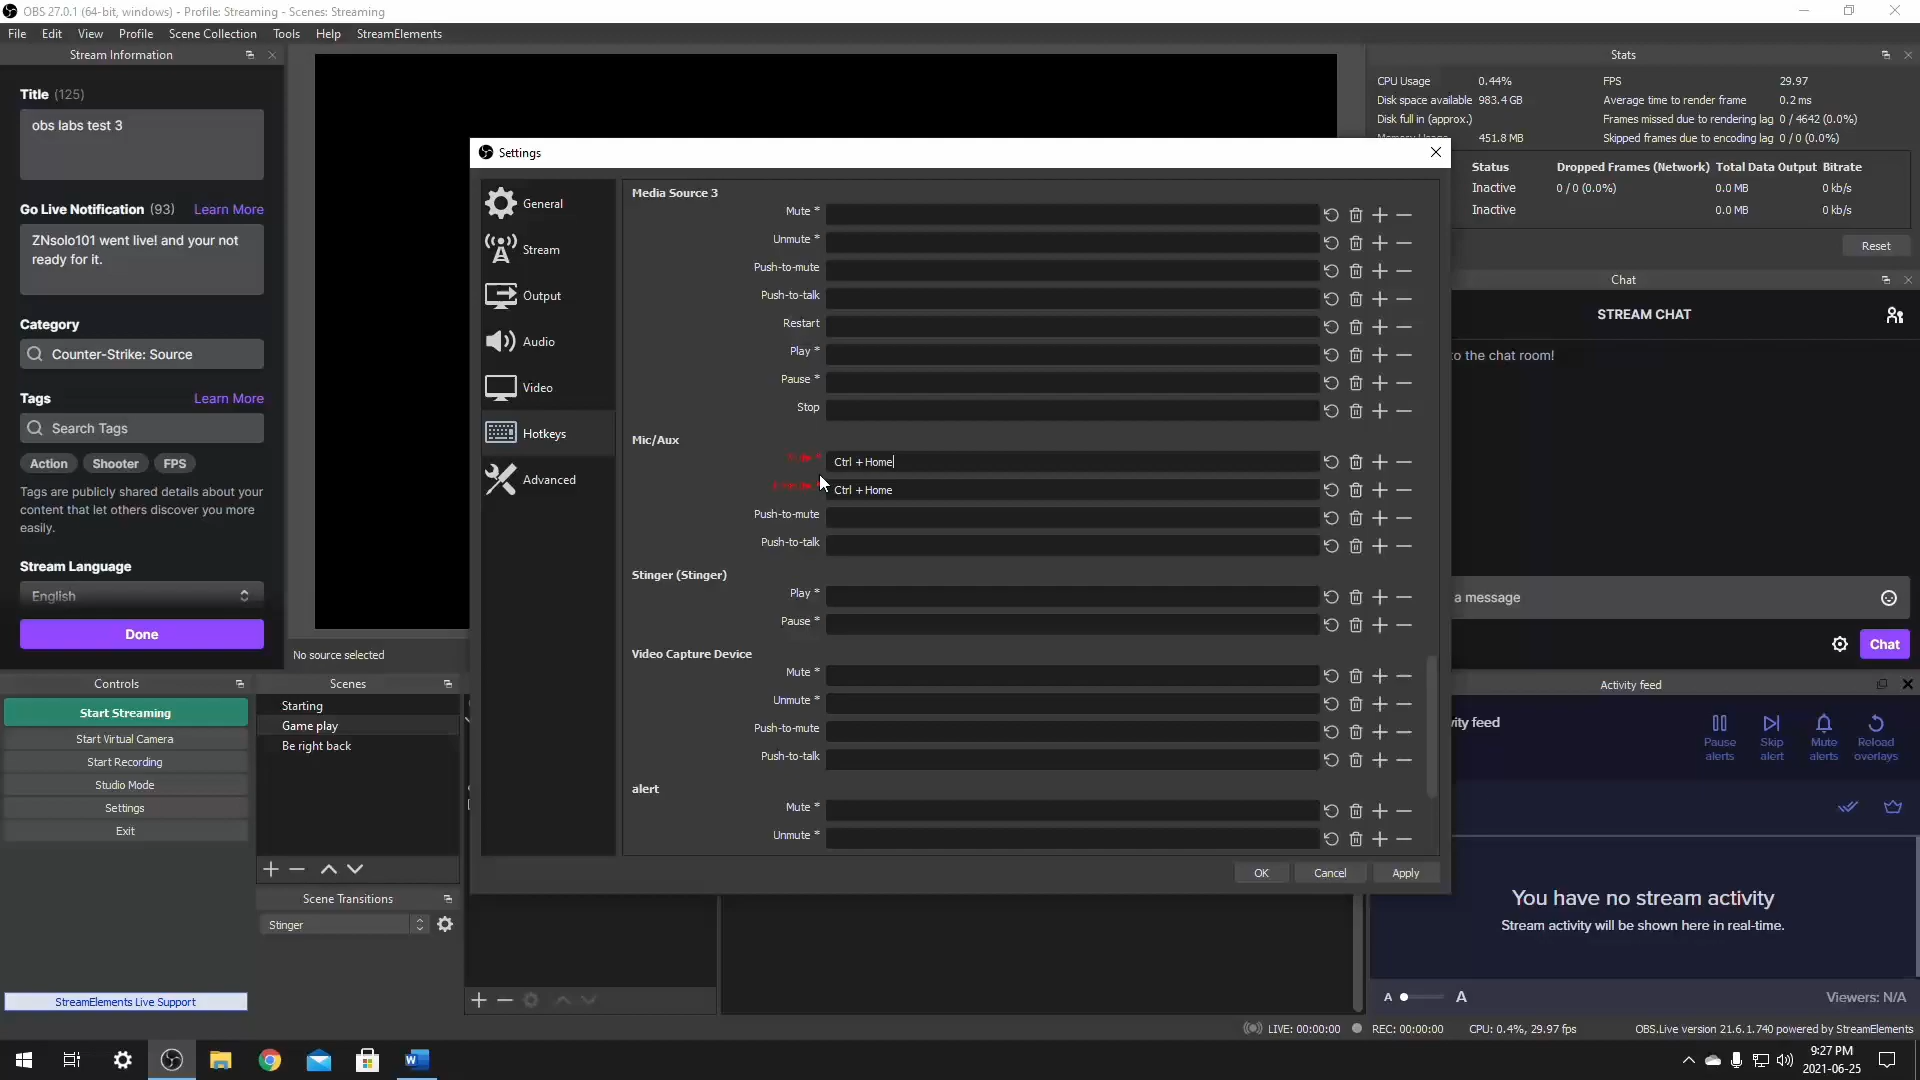 OBS 27.0.1 (64-bit, windows) - Profile: Streaming - Scenes: Streaming
File Edit View Profile Scene Collection Tools Help StreamElements
Stream Information
Title (125)
obs labs test 3
Go Live Notification (93) Learn More
ZNsolo101 went live! and your not
ready for it.
Category
Counter-Strike: Source
Tags Learn More
Search Tags
Action Shooter FPS
Tags are publicly shared details about your
content that let others discover you more
easily.
Stream Language
English
Done
No source selected
Controls
Start Streaming
Start Virtual Camera
Start Recording
Studio Mode
Settings
Exit
StreamElements Live Support
Scenes
Starting
Game play
Be right back
Scene Transitions
Stinger
Settings
General
Stream
Output
Audio
Video
Hotkeys
Advanced
Media Source 3
Mute *
Unmute *
Push-to-mute
Push-to-talk
Restart
Play *
Pause *
Stop
Mic/Aux
Ctrl + Home
Ctrl + Home
Push-to-mute
Push-to-talk
Stinger (Stinger)
Play *
Pause *
Video Capture Device
Mute *
Unmute *
Push-to-mute
Push-to-talk
alert
Mute *
Unmute *
OK Cancel Apply
Stats
CPU Usage 0.44% FPS 29.97
Disk space available 983.4 GB Average time to render frame 0.2 ms
Disk full in (approx.) Frames missed due to rendering lag 0 / 4642 (0.0%)
451.8 MB Skipped frames due to encoding lag 0 / 0 (0.0%)
Status Dropped Frames (Network) Total Data Output Bitrate
Inactive 0 / 0 (0.0%) 0.0 MB 0 kb/s
Inactive 0.0 MB 0 kb/s
Reset
Chat
STREAM CHAT
to the chat room!
a message
Chat
Activity feed
vity feed
Pause alerts
Skip alert
Mute alerts
Reload overlays
You have no stream activity
Stream activity will be shown here in real-time.
A A Viewers: N/A
LIVE: 00:00:00 REC: 00:00:00 CPU: 0.4%, 29.97 fps OBS.Live version 21.6.1.740 powered by StreamElements
9:27 PM
2021-06-25